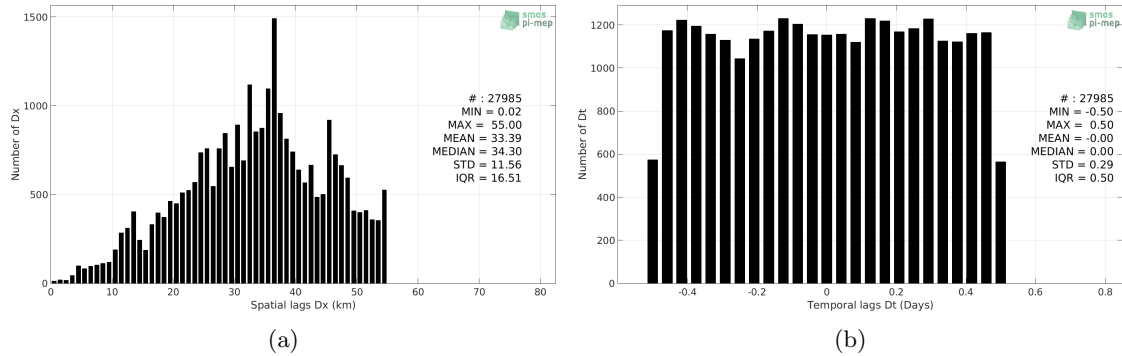 1500
1000
500
0
Number of Dx
0 10 20 30 40 50 60 70 80
Spatial lags Dx (km)
smos
pi-mep
# : 27985
MIN = 0.02
MAX = 55.00
MEAN = 33.39
MEDIAN = 34.30
STD = 11.56
IQR = 16.51
(a)
1200
1000
800
600
400
200
0
Number of Dt
-0.4 -0.2 0 0.2 0.4 0.6 0.8
Temporal lags Dt (Days)
smos
pi-mep
# : 27985
MIN = -0.50
MAX = 0.50
MEAN = -0.00
MEDIAN = 0.00
STD = 0.29
IQR = 0.50
(b)